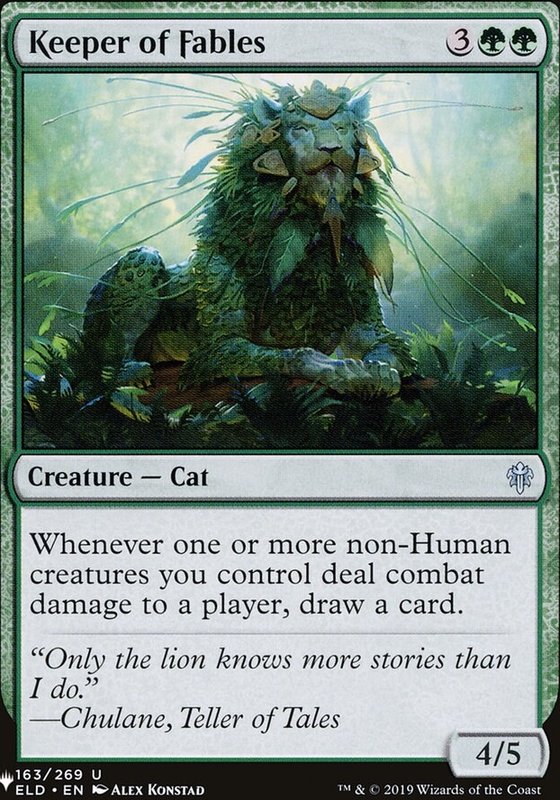 Keeper of Fables 3
Creature — Cat
Whenever one or more non-Human
creatures you control deal combat
damage to a player, draw a card.
“Only the lion knows more stories than
I do.”
—Chulane, Teller of Tales
4/5
163/269 U
ELD • EN Alex Konstad
™ & © 2019 Wizards of the Coast